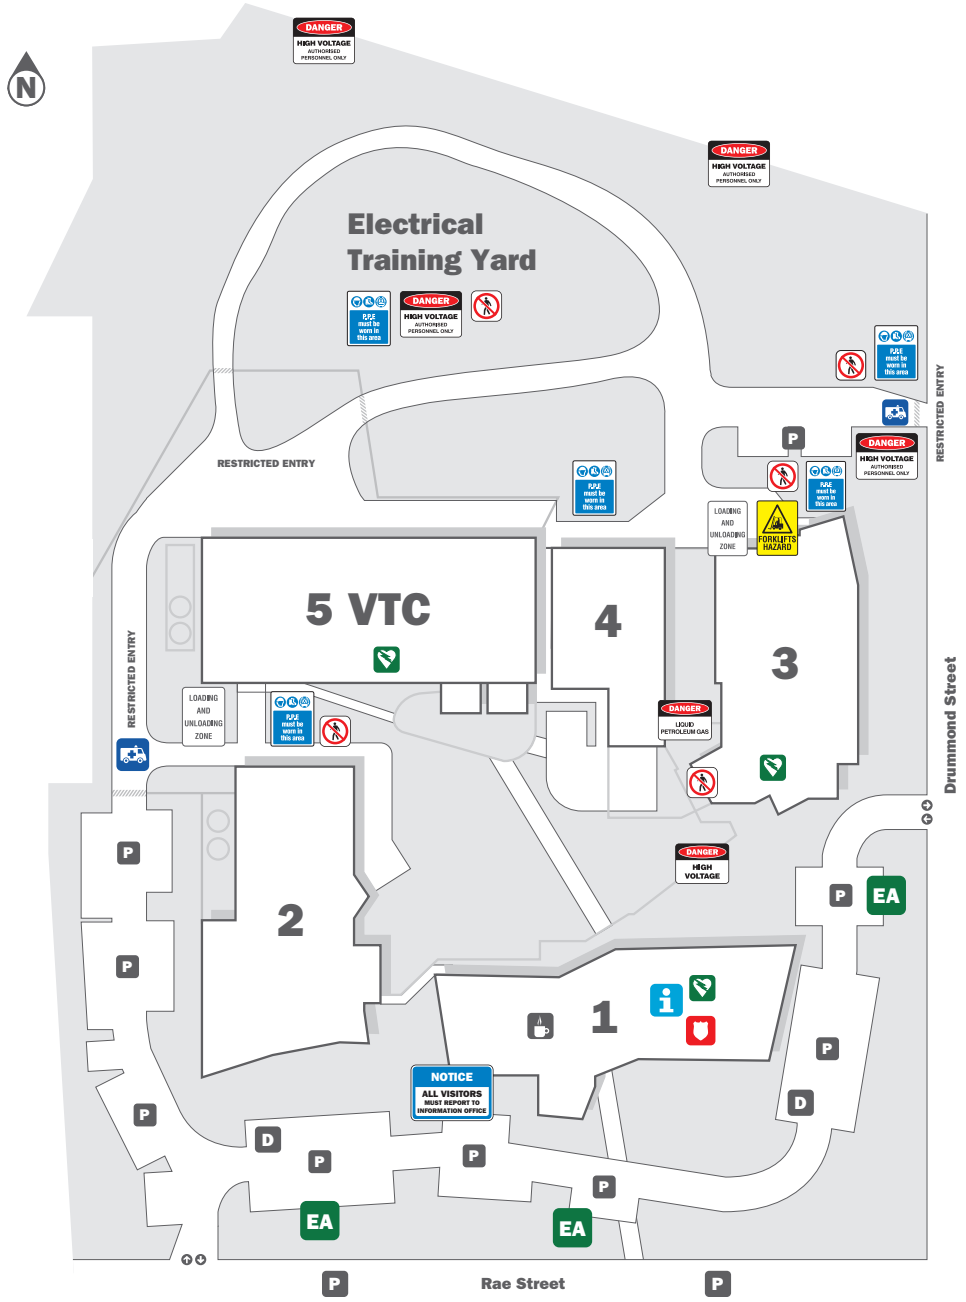 DANGER
HIGH VOLTAGE
AUTHORISED
PERSONNEL ONLY
N
DANGER
HIGH VOLTAGE
AUTHORISED
PERSONNEL ONLY
Electrical
Training Yard
P.P.E
must be
worn in
this area
DANGER
HIGH VOLTAGE
AUTHORISED
PERSONNEL ONLY
P.P.E
must be
worn in
this area
RESTRICTED ENTRY
P
DANGER
HIGH VOLTAGE
AUTHORISED
PERSONNEL ONLY
RESTRICTED ENTRY
P.P.E
must be
worn in
this area
P.P.E
must be
worn in
this area
LOADING
AND
UNLOADING
ZONE
FORKLIFTS
HAZARD
5 VTC
4
3
RESTRICTED ENTRY
LOADING
AND
UNLOADING
ZONE
P.P.E
must be
worn in
this area
DANGER
LIQUID
PETROLEUM GAS
Drummond Street
DANGER
HIGH
VOLTAGE
P
P
EA
2
P
1
i
P
NOTICE
ALL VISITORS
MUST REPORT TO
INFORMATION OFFICE
D
P
D
P
P
P
EA
EA
P
Rae Street
P